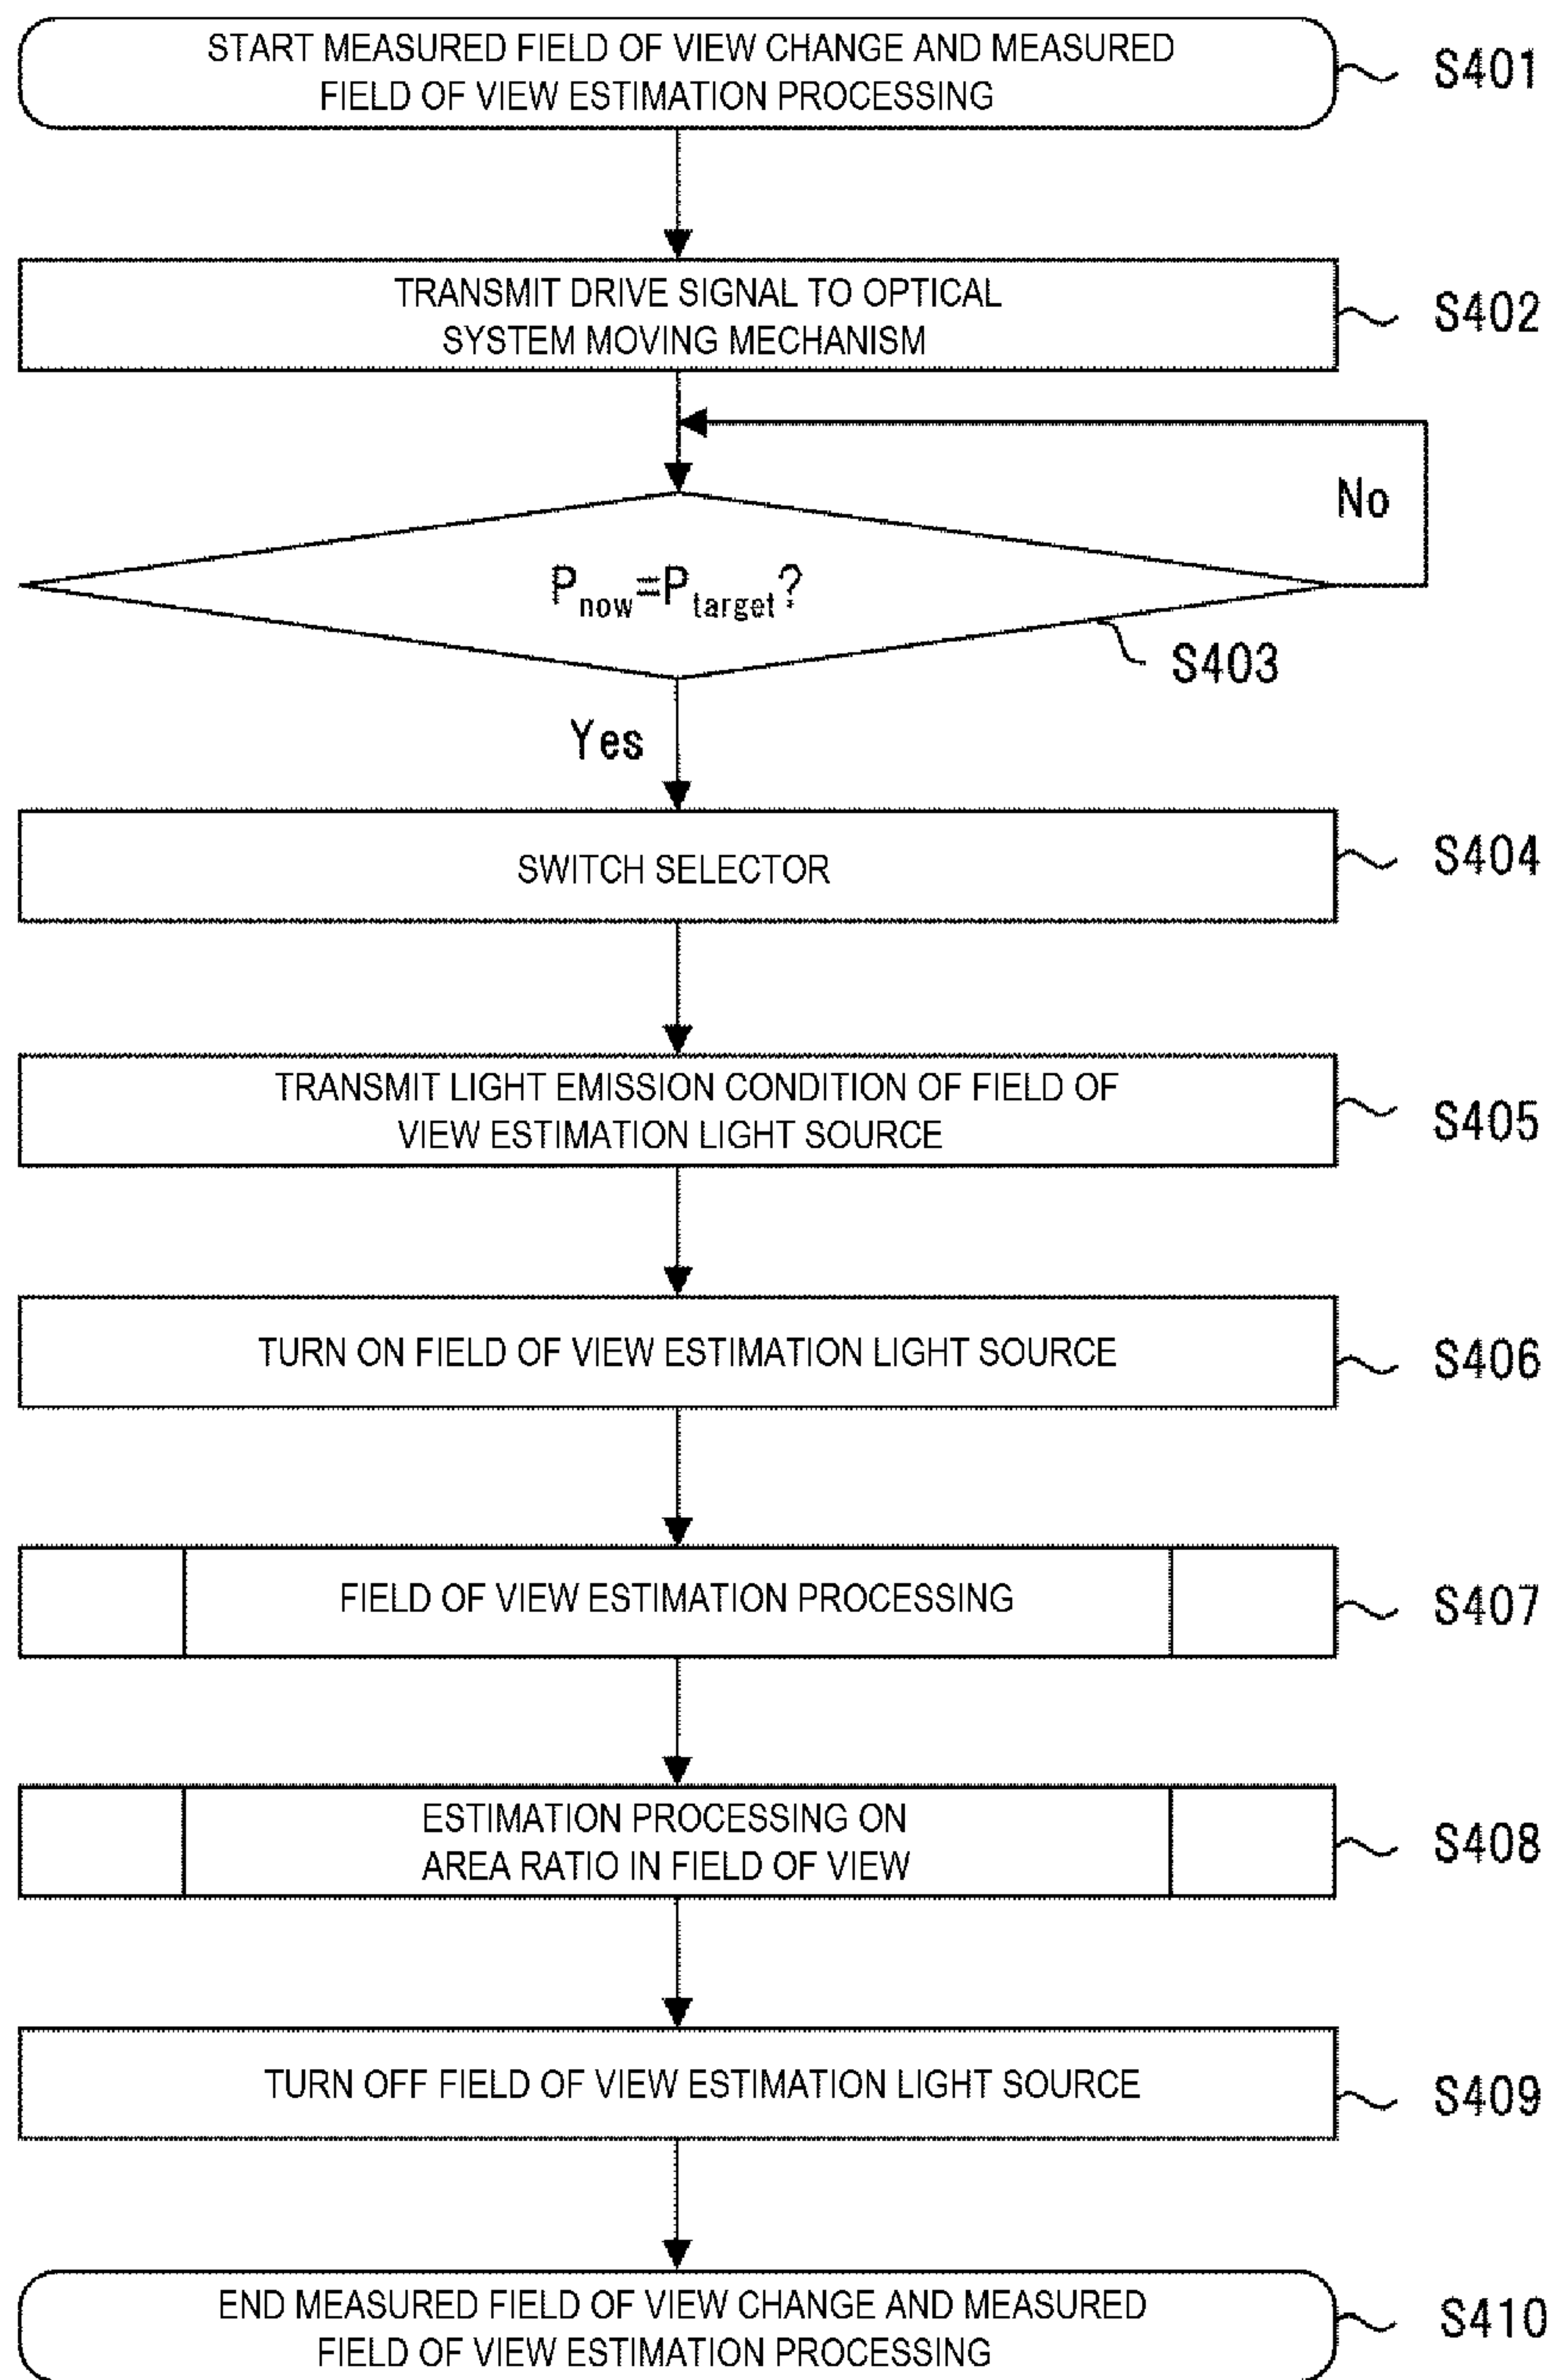 START MEASURED FIELD OF VIEW CHANGE AND MEASURED
FIELD OF VIEW ESTIMATION PROCESSING
S401
TRANSMIT DRIVE SIGNAL TO OPTICAL
SYSTEM MOVING MECHANISM
S402
No
Pnow=Ptarget?
S403
Yes
SWITCH SELECTOR
S404
TRANSMIT LIGHT EMISSION CONDITION OF FIELD OF
VIEW ESTIMATION LIGHT SOURCE
S405
TURN ON FIELD OF VIEW ESTIMATION LIGHT SOURCE
S406
FIELD OF VIEW ESTIMATION PROCESSING
S407
ESTIMATION PROCESSING ON
AREA RATIO IN FIELD OF VIEW
S408
TURN OFF FIELD OF VIEW ESTIMATION LIGHT SOURCE
S409
END MEASURED FIELD OF VIEW CHANGE AND MEASURED
FIELD OF VIEW ESTIMATION PROCESSING
S410